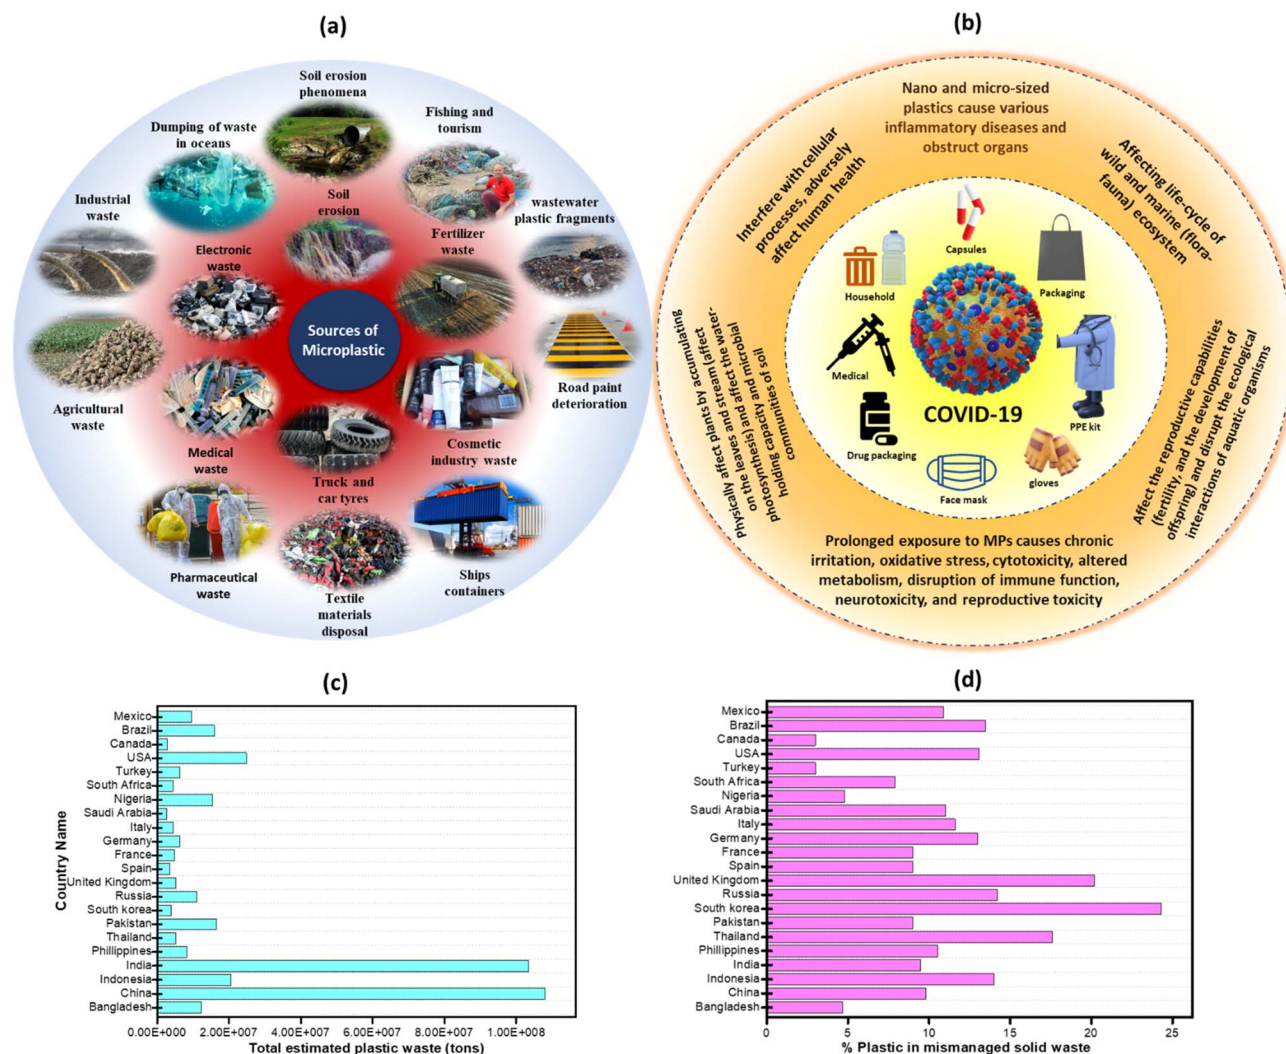 (a)
Soil erosion
phenomena
Dumping of waste
in oceans
Fishing and
tourism
Industrial
waste
Soil
erosion
wastewater
plastic fragments
Electronic
waste
Fertilizer
waste
Sources of
Microplastic
Agricultural
waste
Road paint
deterioration
Medical
waste
Truck and
car tyres
Cosmetic
industry waste
Pharmaceutical
waste
Textile
materials
disposal
Ships
containers
(b)
Nano and micro-sized
plastics cause various
inflammatory diseases and
obstruct organs
Interfere with cellular
processes, adversely
affect human health
Affecting life-cycle of
wild and marine (flora-
fauna) ecosystem
Physically affect plants by accumulating
on the leaves and stream (affect
photosynthesis) and affect the water-
holding capacity and microbial
communities of soil
Affect the reproductive capabilities
(fertility, and the development of
offspring) and disrupt the ecological
interactions of aquatic organisms
Prolonged exposure to MPs causes chronic
irritation, oxidative stress, cytotoxicity, altered
metabolism, disruption of immune function,
neurotoxicity, and reproductive toxicity
Capsules
Household
Packaging
Medical
COVID-19
PPE kit
Drug packaging
Face mask
gloves
(c)
Country Name
Mexico
Brazil
Canada
USA
Turkey
South Africa
Nigeria
Saudi Arabia
Italy
Germany
France
Spain
United Kingdom
Russia
South korea
Pakistan
Thailand
Phillippines
India
Indonesia
China
Bangladesh
0.00E+000 2.00E+007 4.00E+007 6.00E+007 8.00E+007 1.00E+008
Total estimated plastic waste (tons)
(d)
Mexico
Brazil
Canada
USA
Turkey
South Africa
Nigeria
Saudi Arabia
Italy
Germany
France
Spain
United Kingdom
Russia
South korea
Pakistan
Thailand
Phillippines
India
Indonesia
China
Bangladesh
0 5 10 15 20 25
% Plastic in mismanaged solid waste